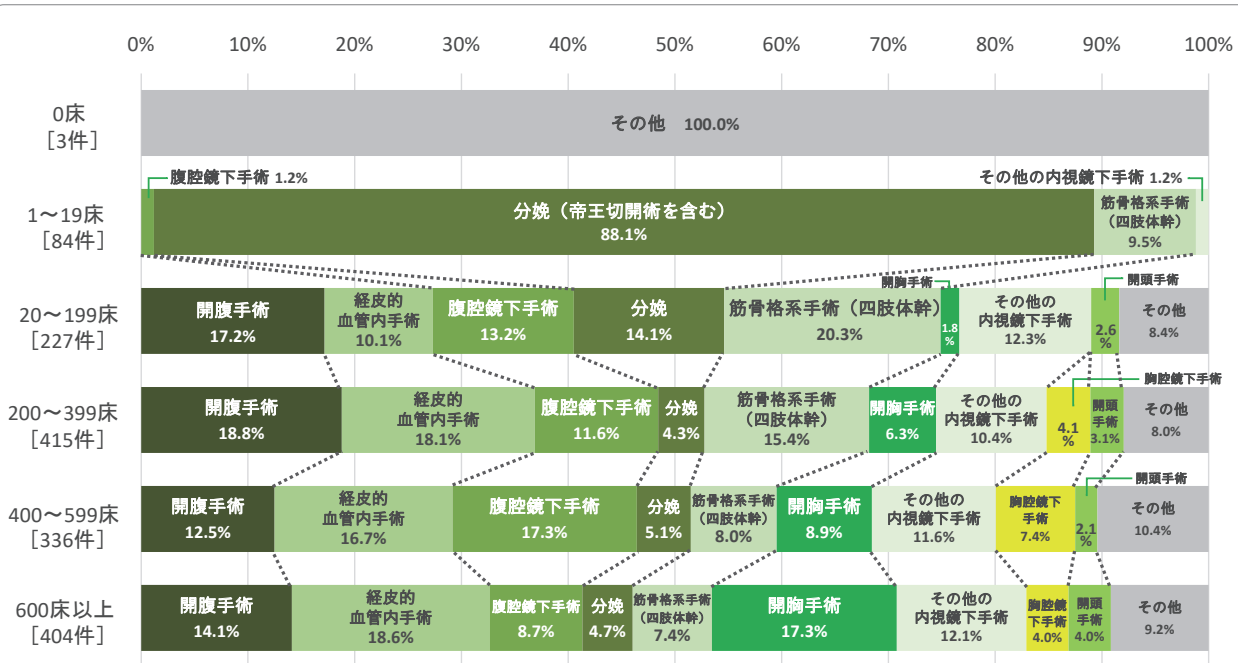 0% 10% 20% 30% 40% 50% 60% 70% 80% 90% 100%
0床
［3件］
その他 100.0%
1～19床
［84件］
腹腔鏡下手術 1.2%
分娩（帝王切開術を含む）
88.1%
筋骨格系手術
（四肢体幹）
9.5%
その他の内視鏡下手術 1.2%
20～199床
［227件］
開腹手術
17.2%
経皮的
血管内手術
10.1%
腹腔鏡下手術
13.2%
分娩
14.1%
筋骨格系手術（四肢体幹）
20.3%
開胸手術
1.8
%
その他の
内視鏡下手術
12.3%
開頭手術
2.6
%
その他
8.4%
200～399床
［415件］
開腹手術
18.8%
経皮的
血管内手術
18.1%
腹腔鏡下手術
11.6%
分娩
4.3%
筋骨格系手術
（四肢体幹）
15.4%
開胸手術
6.3%
その他の
内視鏡下手術
10.4%
胸腔鏡下手術
4.1
%
開頭
手術
3.1%
その他
8.0%
400～599床
［336件］
開腹手術
12.5%
経皮的
血管内手術
16.7%
腹腔鏡下手術
17.3%
分娩
5.1%
筋骨格系手術
（四肢体幹）
8.0%
開胸手術
8.9%
その他の
内視鏡下手術
11.6%
胸腔鏡下
手術
7.4%
開頭手術
2.1
%
その他
10.4%
600床以上
［404件］
開腹手術
14.1%
経皮的
血管内手術
18.6%
腹腔鏡下手術
8.7%
分娩
4.7%
筋骨格系手術
（四肢体幹）
7.4%
開胸手術
17.3%
その他の
内視鏡下手術
12.1%
胸腔鏡
下手術
4.0%
開頭
手術
4.0%
その他
9.2%